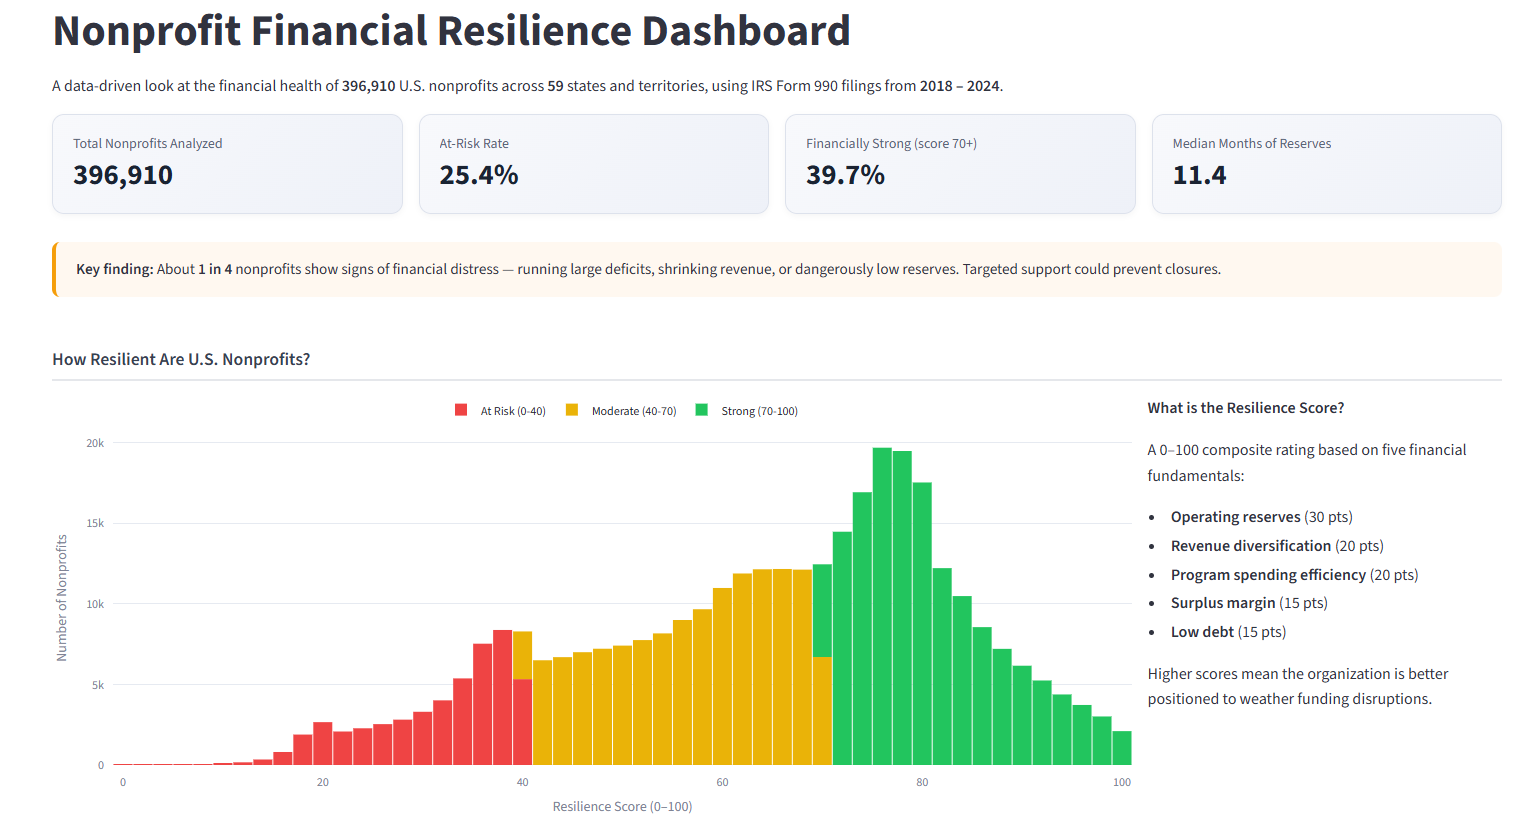 Nonprofit Financial Resilience Dashboard
A data-driven look at the financial health of 396,910 U.S. nonprofits across 59 states and territories, using IRS Form 990 filings from 2018 – 2024.
Total Nonprofits Analyzed
396,910
At-Risk Rate
25.4%
Financially Strong (score 70+)
39.7%
Median Months of Reserves
11.4
Key finding: About 1 in 4 nonprofits show signs of financial distress — running large deficits, shrinking revenue, or dangerously low reserves. Targeted support could prevent closures.
How Resilient Are U.S. Nonprofits?
At Risk (0-40)
Moderate (40-70)
Strong (70-100)
20k
15k
10k
5k
0
Number of Nonprofits
0
20
40
60
80
100
Resilience Score (0–100)
What is the Resilience Score?
A 0–100 composite rating based on five financial
fundamentals:
• Operating reserves (30 pts)
• Revenue diversification (20 pts)
• Program spending efficiency (20 pts)
• Surplus margin (15 pts)
• Low debt (15 pts)
Higher scores mean the organization is better
positioned to weather funding disruptions.